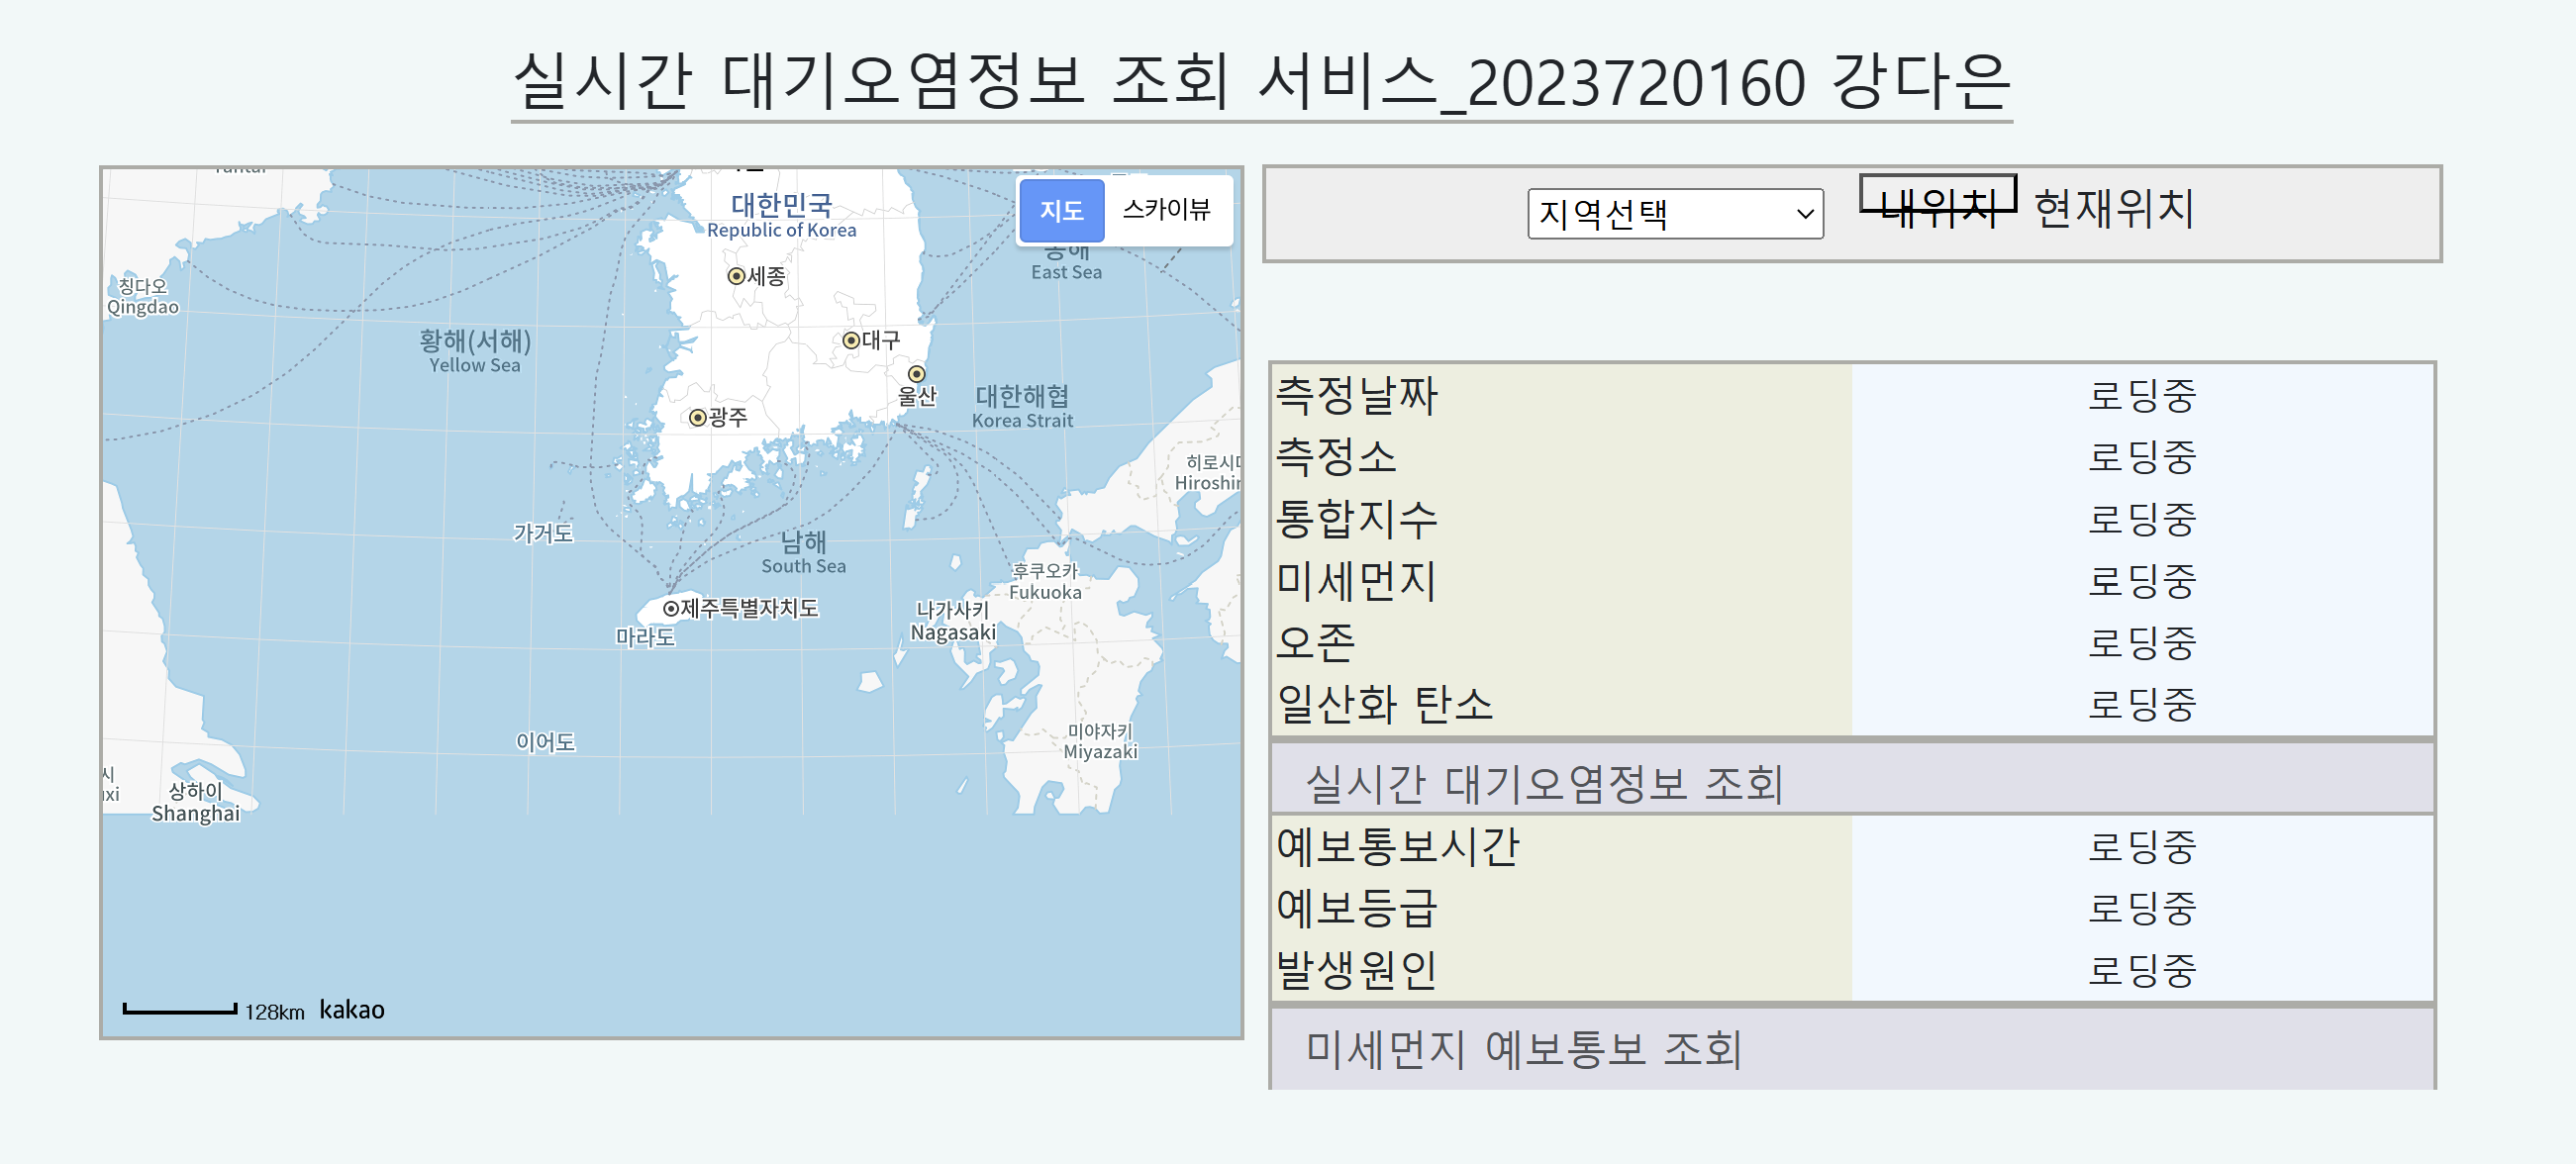 실시간 대기오염정보 조회 서비스_2023720160 강다은
대한민국
Republic of Korea
지도 스카이뷰
동해
East Sea
세종
칭다오
Qingdao
황해(서해)
Yellow Sea
대구
울산
대한해협
Korea Strait
광주
히로시
Hiroshi
가거도
남해
South Sea
후쿠오카
Fukuoka
제주특별자치도
마라도
나가사키
Nagasaki
이어도
미야자키
Miyazaki
시
xi
상하이
Shanghai
128km kakao
지역선택 내위치 현재위치
측정날짜 로딩중
측정소 로딩중
통합지수 로딩중
미세먼지 로딩중
오존 로딩중
일산화 탄소 로딩중
실시간 대기오염정보 조회
예보통보시간 로딩중
예보등급 로딩중
발생원인 로딩중
미세먼지 예보통보 조회